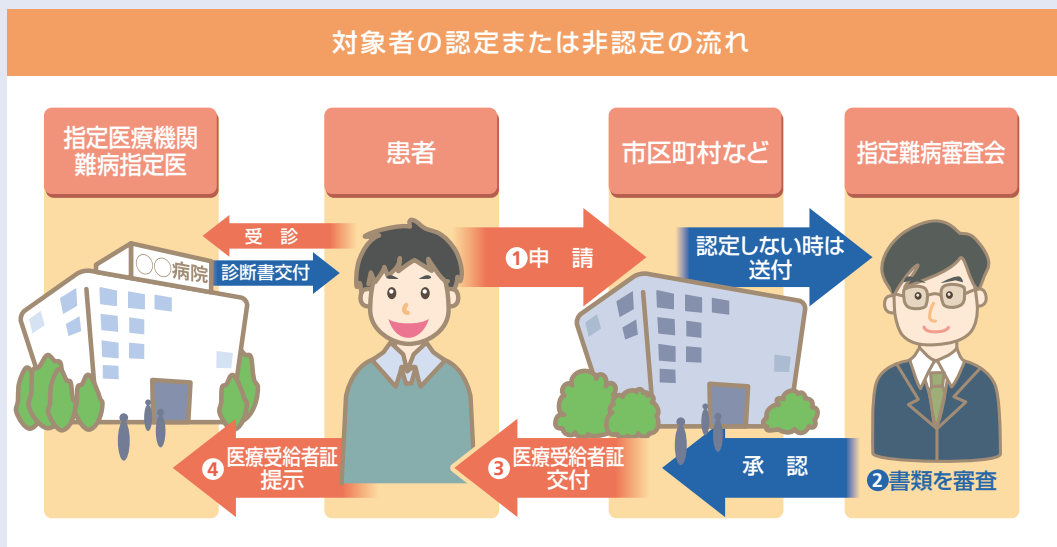 対象者の認定または非認定の流れ
指定医療機関
難病指定医
患者
市区町村など
指定難病審査会
受　診
診断書交付
〇〇病院
❶申　請
認定しない時は
送付
❷書類を審査
承　認
❸医療受給者証
交付
❹医療受給者証
提示